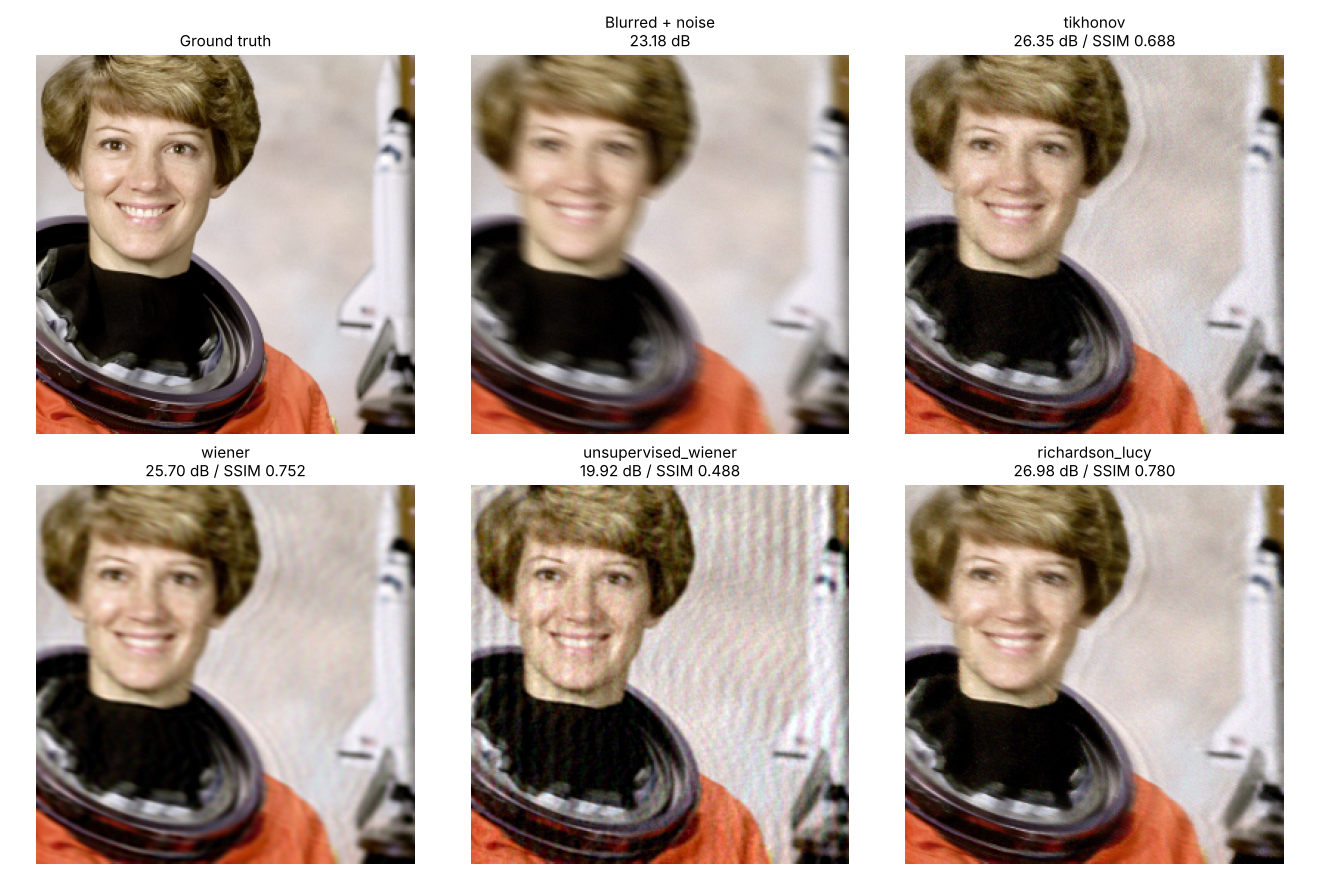 Ground truth
Blurred + noise
23.18 dB
tikhonov
26.35 dB / SSIM 0.688
wiener
25.70 dB / SSIM 0.752
unsupervised_wiener
19.92 dB / SSIM 0.488
richardson_lucy
26.98 dB / SSIM 0.780